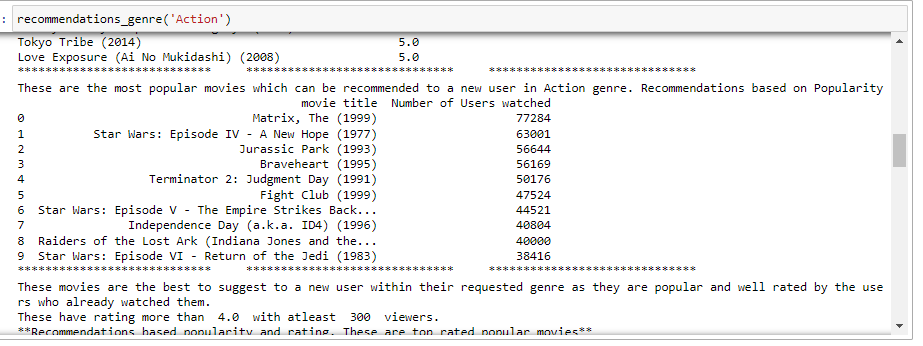 : recommendations_genre('Action')
Tokyo Tribe (2014) 5.0
Love Exposure (Ai No Mukidashi) (2008) 5.0
**************************** ****************************** ******************************
These are the most popular movies which can be recommended to a new user in Action genre. Recommendations based on Popularity
movie title Number of Users watched
0 Matrix, The (1999) 77284
1 Star Wars: Episode IV - A New Hope (1977) 63001
2 Jurassic Park (1993) 56644
3 Braveheart (1995) 56169
4 Terminator 2: Judgment Day (1991) 50176
5 Fight Club (1999) 47524
6 Star Wars: Episode V - The Empire Strikes Back... 44521
7 Independence Day (a.k.a. ID4) (1996) 40804
8 Raiders of the Lost Ark (Indiana Jones and the... 40000
9 Star Wars: Episode VI - Return of the Jedi (1983) 38416
**************************** ****************************** ******************************
These movies are the best to suggest to a new user within their requested genre as they are popular and well rated by the use
rs who already watched them.
These have rating more than 4.0 with atleast 300 viewers.
**Recommendations based popularity and rating. These are top rated popular movies**